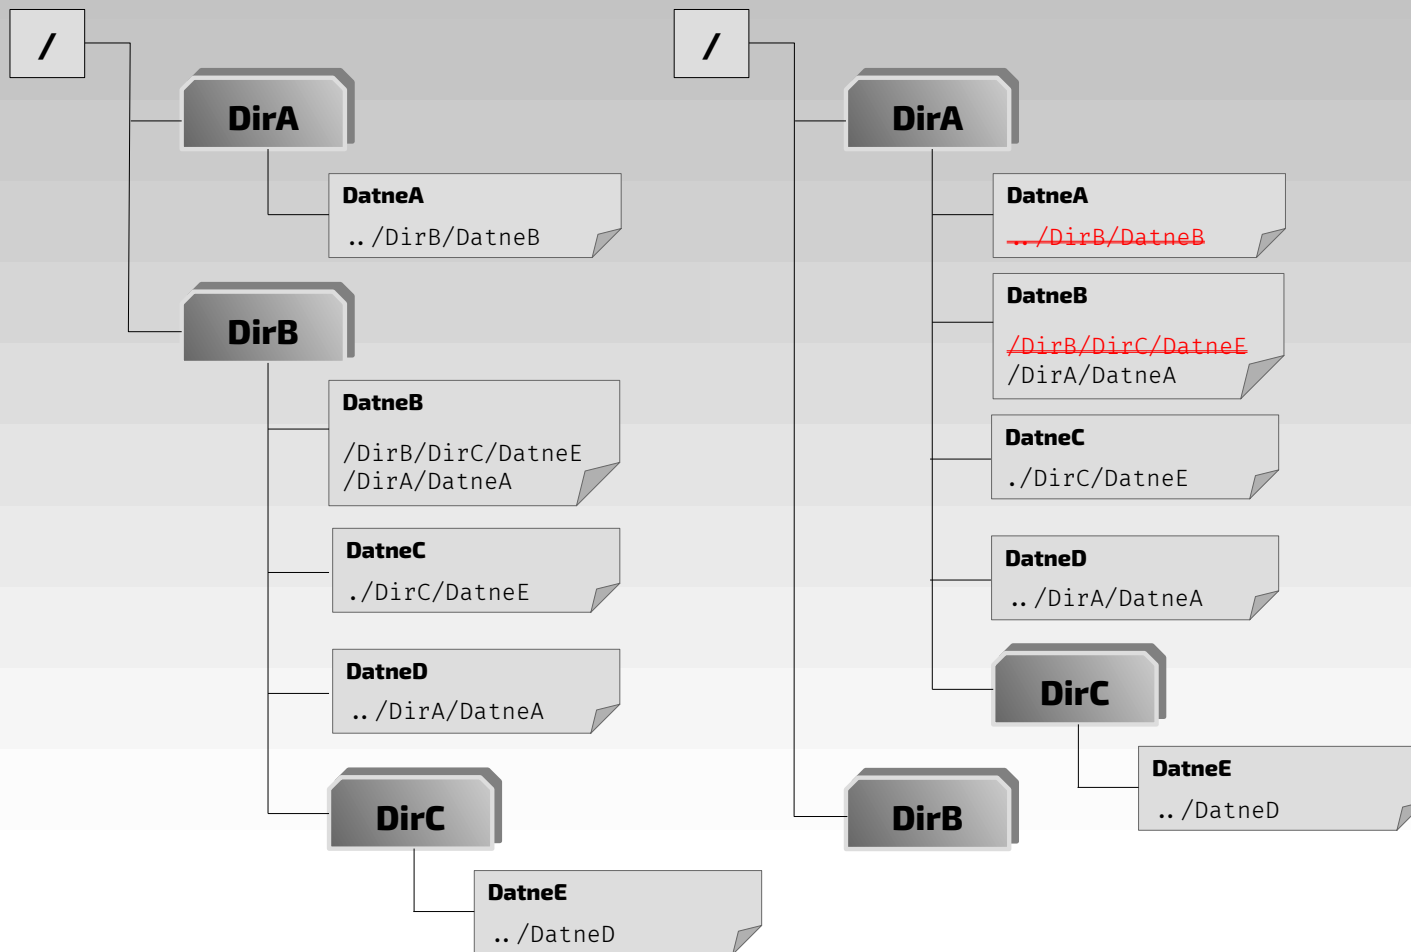 /
DirA
DatneA
../DirB/DatneB
DirB
DatneB
/DirB/DirC/DatneE
/DirA/DatneA
DatneC
./DirC/DatneE
DatneD
../DirA/DatneA
DirC
DatneE
../DatneD
/
DirA
DatneA
../DirB/DatneB
DatneB
/DirB/DirC/DatneE
/DirA/DatneA
DatneC
./DirC/DatneE
DatneD
../DirA/DatneA
DirC
DatneE
../DatneD
DirB